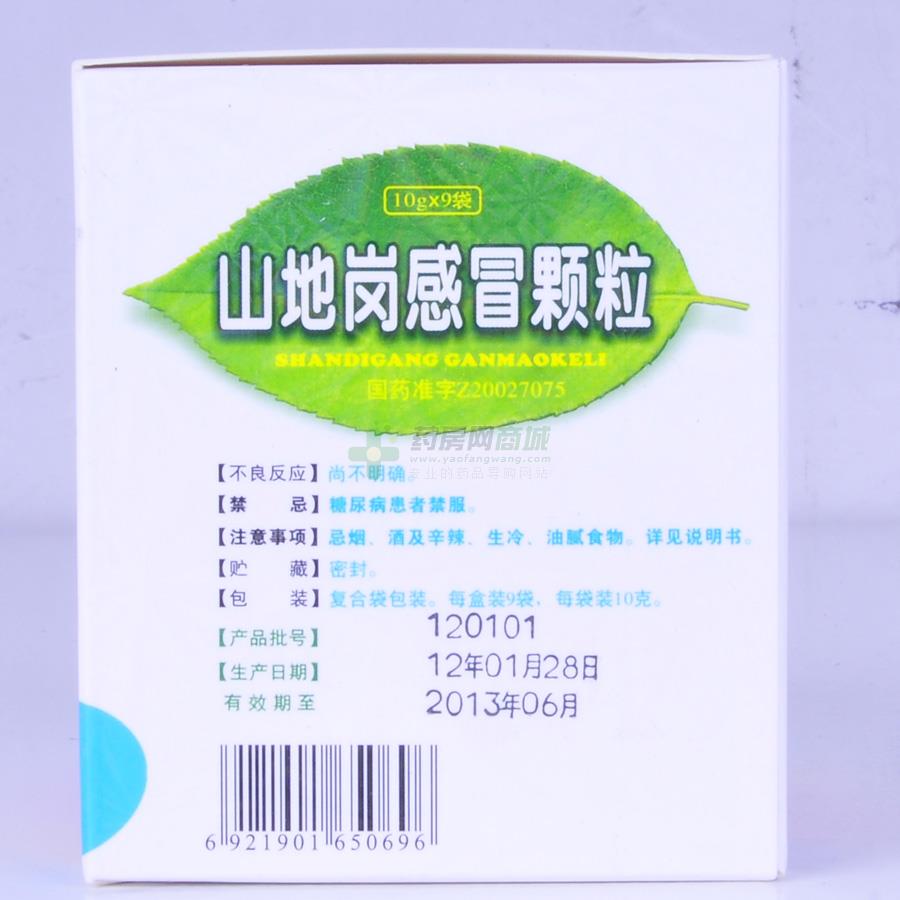 10g×9袋
山地岗感冒颗粒
SHANDIGANG GANMAOKELI
国药准字Z20027075
药房网商城
www.yaofangwang.com
专业的药品导购网站
【不良反应】尚不明确。
【禁 忌】糖尿病患者禁服。
【注意事项】忌烟、酒及辛辣、生冷、油腻食物。详见说明书。
【贮 藏】密封。
【包 装】复合袋包装。每盒装9袋，每袋装10克。
【产品批号】 120101
【生产日期】 12年01月28日
有效期至 2013年06月
6 921901 650696